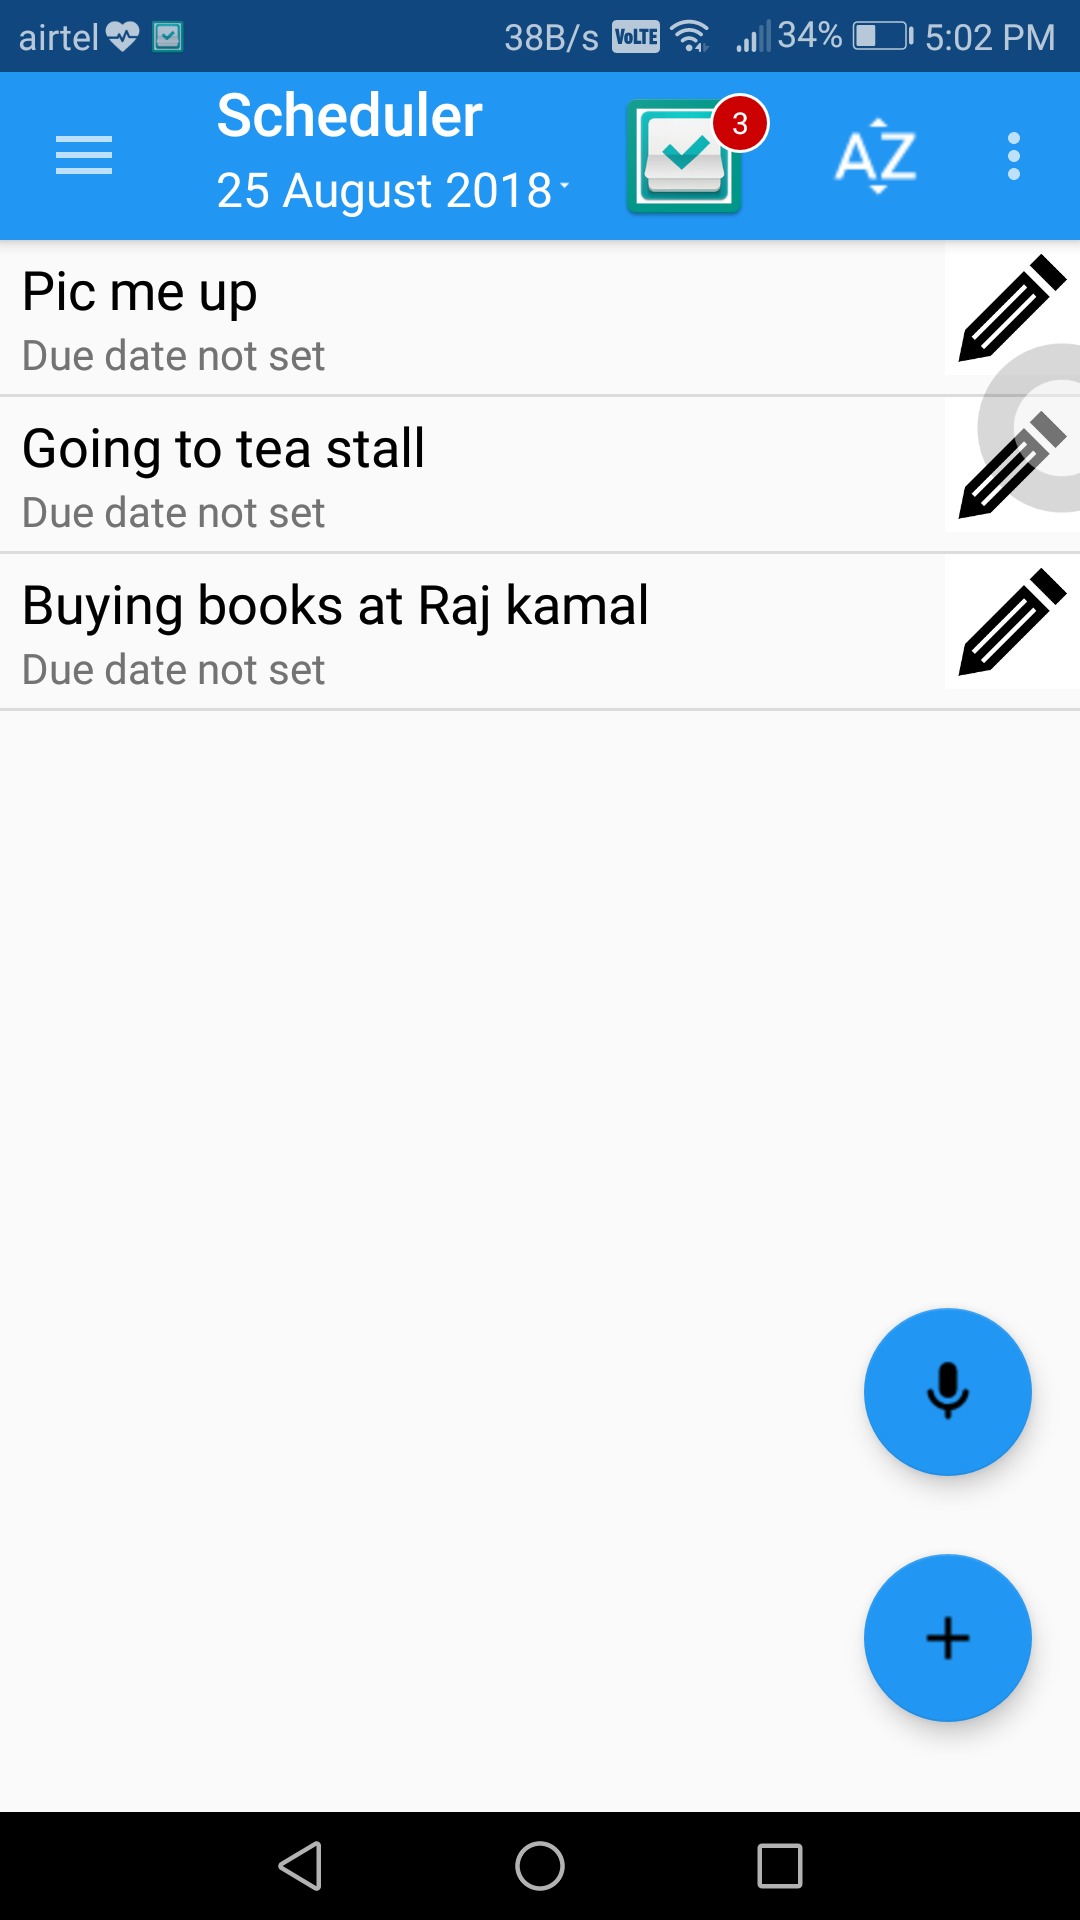 airtel 38B/s VoLTE 34% 5:02 PM
Scheduler
25 August 2018
3
AZ
Pic me up
Due date not set
Going to tea stall
Due date not set
Buying books at Raj kamal
Due date not set